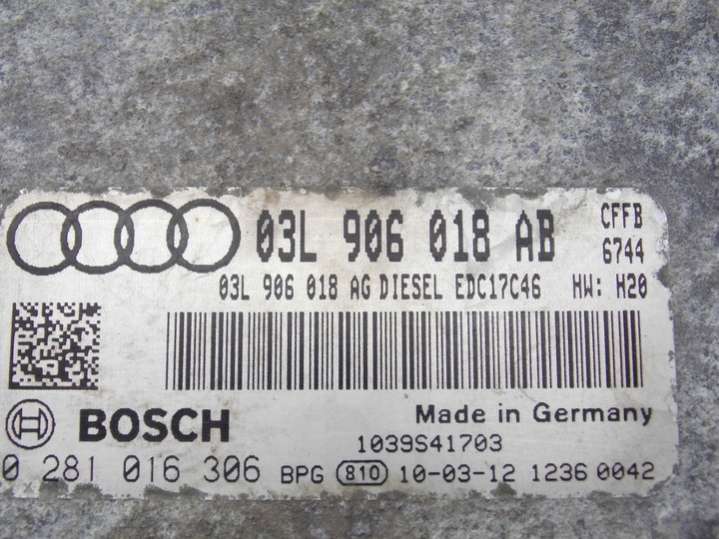 03L 906 018 AB CFFB
6744
03L 906 018 AG DIESEL EDC17C46 HW: H20
BOSCH Made in Germany
1039S41703
0 281 016 306 BPG 810 10-03-12 1236 0042